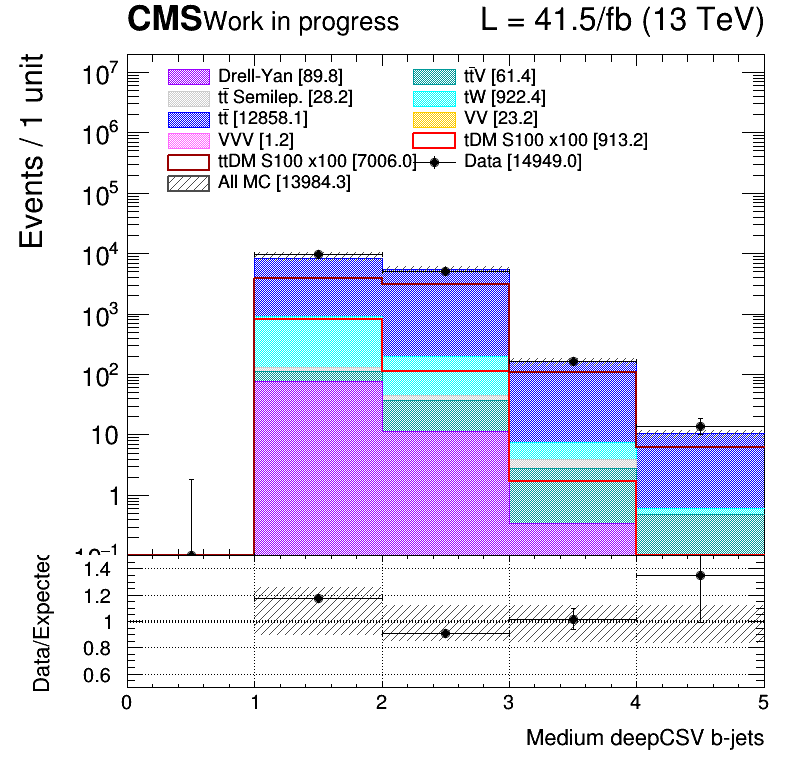 CMS Work in progress L = 41.5/fb (13 TeV)
Events / 1 unit
10⁷
10⁶
10⁵
10⁴
10³
10²
10
1
10⁻¹
Drell-Yan [89.8]
tt̄V [61.4]
tt̄ Semilep. [28.2]
tW [922.4]
tt̄ [12858.1]
VV [23.2]
VVV [1.2]
tDM S100 x100 [913.2]
ttDM S100 x100 [7006.0]
Data [14949.0]
All MC [13984.3]
Data/Expected
1.4
1.2
1
0.8
0.6
0 1 2 3 4 5
Medium deepCSV b-jets